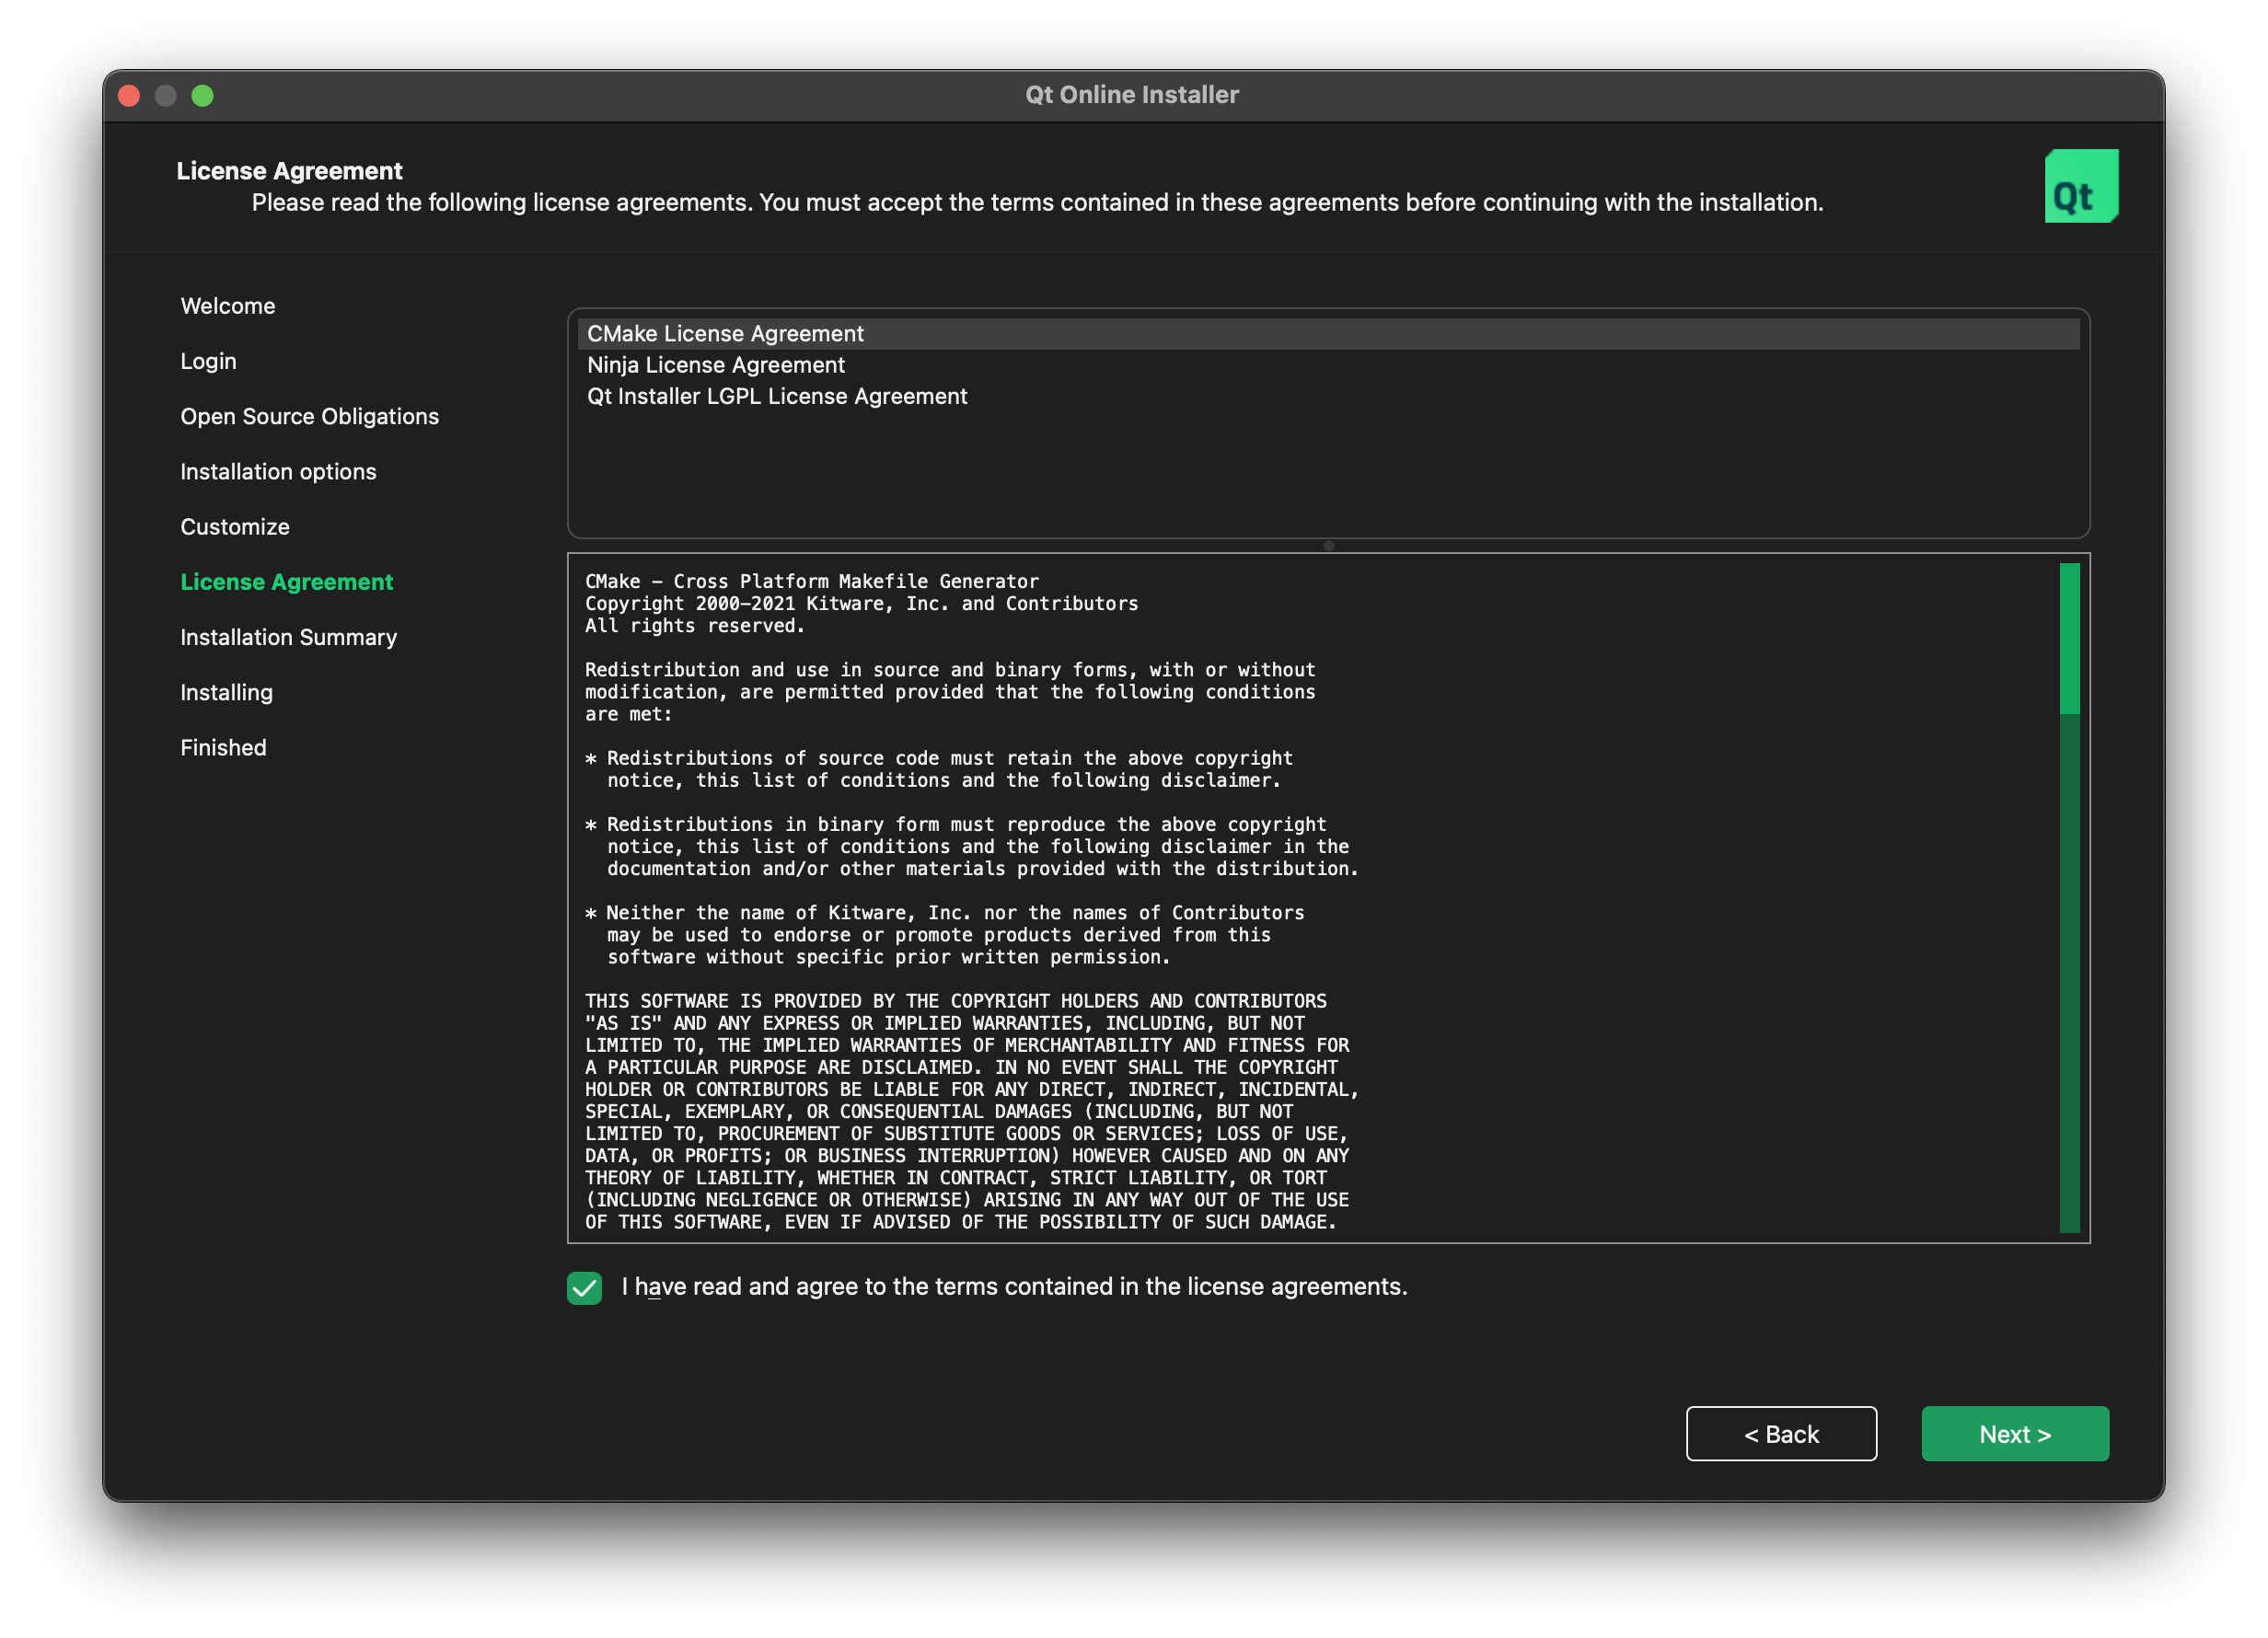 Qt Online Installer
License Agreement
Please read the following license agreements. You must accept the terms contained in these agreements before continuing with the installation.
Qt
Welcome
Login
Open Source Obligations
Installation options
Customize
License Agreement
Installation Summary
Installing
Finished
CMake License Agreement
Ninja License Agreement
Qt Installer LGPL License Agreement
CMake – Cross Platform Makefile Generator
Copyright 2000–2021 Kitware, Inc. and Contributors
All rights reserved.
Redistribution and use in source and binary forms, with or without
modification, are permitted provided that the following conditions
are met:
* Redistributions of source code must retain the above copyright
notice, this list of conditions and the following disclaimer.
* Redistributions in binary form must reproduce the above copyright
notice, this list of conditions and the following disclaimer in the
documentation and/or other materials provided with the distribution.
* Neither the name of Kitware, Inc. nor the names of Contributors
may be used to endorse or promote products derived from this
software without specific prior written permission.
THIS SOFTWARE IS PROVIDED BY THE COPYRIGHT HOLDERS AND CONTRIBUTORS
"AS IS" AND ANY EXPRESS OR IMPLIED WARRANTIES, INCLUDING, BUT NOT
LIMITED TO, THE IMPLIED WARRANTIES OF MERCHANTABILITY AND FITNESS FOR
A PARTICULAR PURPOSE ARE DISCLAIMED. IN NO EVENT SHALL THE COPYRIGHT
HOLDER OR CONTRIBUTORS BE LIABLE FOR ANY DIRECT, INDIRECT, INCIDENTAL,
SPECIAL, EXEMPLARY, OR CONSEQUENTIAL DAMAGES (INCLUDING, BUT NOT
LIMITED TO, PROCUREMENT OF SUBSTITUTE GOODS OR SERVICES; LOSS OF USE,
DATA, OR PROFITS; OR BUSINESS INTERRUPTION) HOWEVER CAUSED AND ON ANY
THEORY OF LIABILITY, WHETHER IN CONTRACT, STRICT LIABILITY, OR TORT
(INCLUDING NEGLIGENCE OR OTHERWISE) ARISING IN ANY WAY OUT OF THE USE
OF THIS SOFTWARE, EVEN IF ADVISED OF THE POSSIBILITY OF SUCH DAMAGE.
I have read and agree to the terms contained in the license agreements.
< Back
Next >